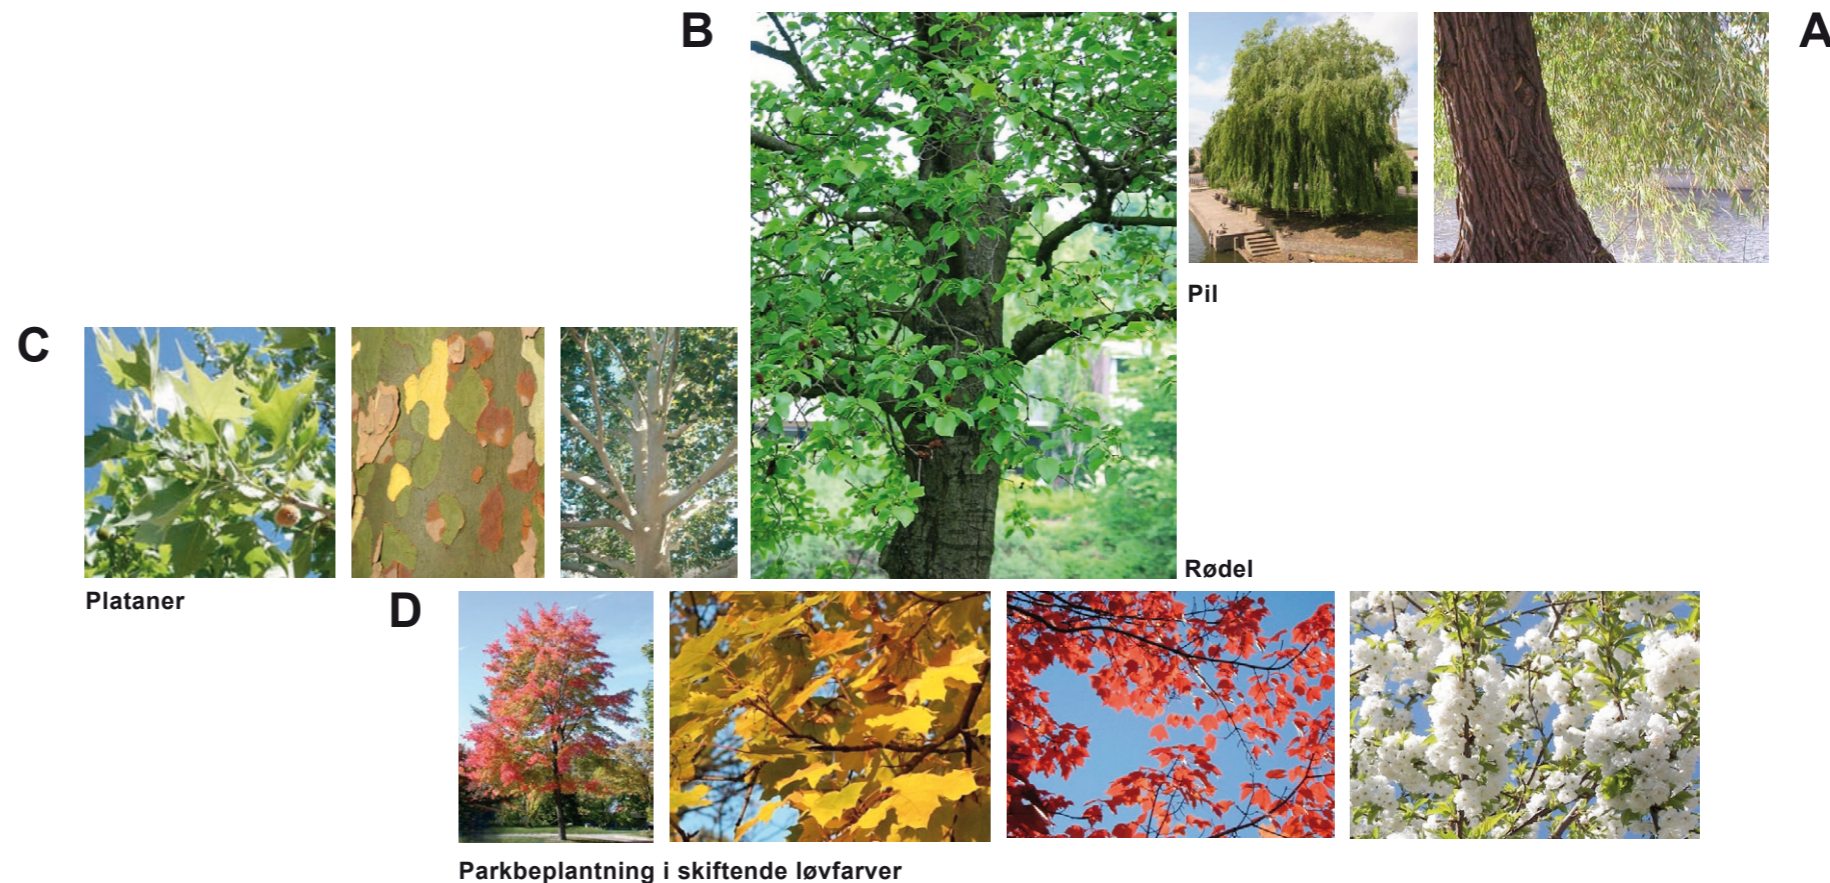 B
A
Pil
C
Rødel
Plataner
D
Parkbeplantning i skiftende løvfarver